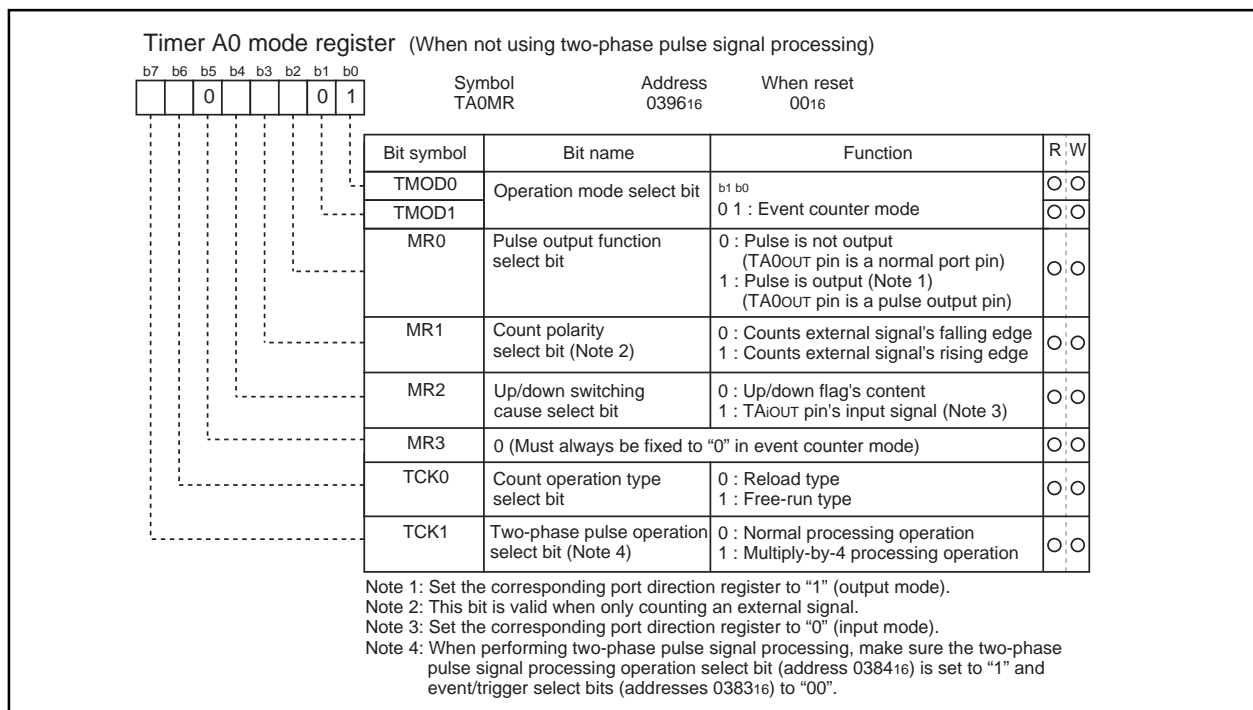 Timer A0 mode register (When not using two-phase pulse signal processing)
b7 b6 b5 b4 b3 b2 b1 b0
0 0 1
Symbol Address When reset
TA0MR 039616 0016
Bit symbol Bit name Function R W
TMOD0 Operation mode select bit b1 b0
TMOD1 0 1 : Event counter mode
MR0 Pulse output function select bit 0 : Pulse is not output
(TA0OUT pin is a normal port pin)
1 : Pulse is output (Note 1)
(TA0OUT pin is a pulse output pin)
MR1 Count polarity select bit (Note 2) 0 : Counts external signal's falling edge
1 : Counts external signal's rising edge
MR2 Up/down switching cause select bit 0 : Up/down flag's content
1 : TAiOUT pin's input signal (Note 3)
MR3 0 (Must always be fixed to “0” in event counter mode)
TCK0 Count operation type select bit 0 : Reload type
1 : Free-run type
TCK1 Two-phase pulse operation select bit (Note 4) 0 : Normal processing operation
1 : Multiply-by-4 processing operation
Note 1: Set the corresponding port direction register to “1” (output mode).
Note 2: This bit is valid when only counting an external signal.
Note 3: Set the corresponding port direction register to “0” (input mode).
Note 4: When performing two-phase pulse signal processing, make sure the two-phase
pulse signal processing operation select bit (address 038416) is set to “1” and
event/trigger select bits (addresses 038316) to “00”.